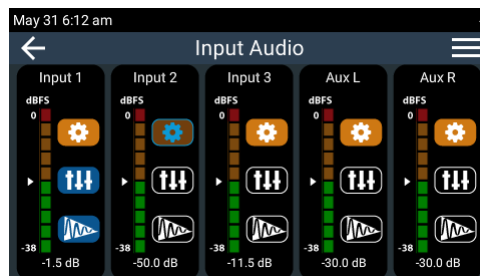 May 31 6:12 am
Input Audio
Input 1 Input 2 Input 3 Aux L Aux R
dBFS dBFS dBFS dBFS dBFS
0 0 0 0 0
-38 -38 -38 -38 -38
-1.5 dB -50.0 dB -11.5 dB -30.0 dB -30.0 dB